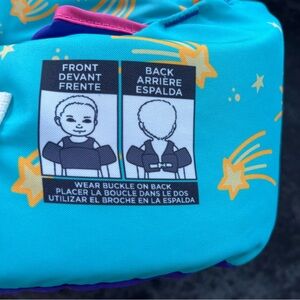 FRONT
DEVANT
FRENTE
BACK
ARRIÈRE
ESPALDA
WEAR BUCKLE ON BACK
PLACER LA BOUCLE DANS LE DOS
UTILIZAR EL BROCHE EN LA ESPALDA